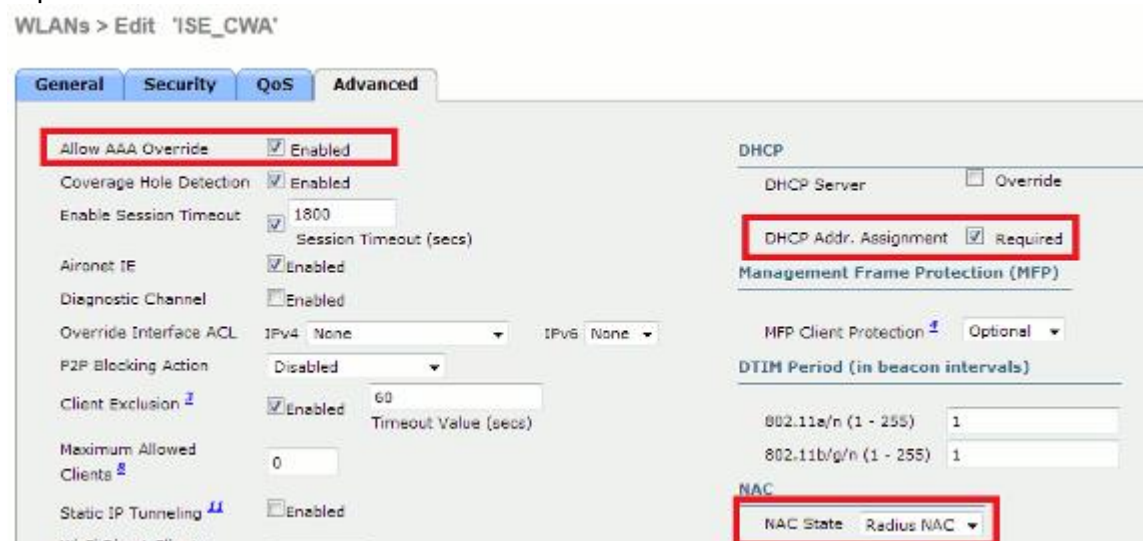 WLANs > Edit 'ISE_CWA'
General Security QoS Advanced
Allow AAA Override Enabled
Coverage Hole Detection Enabled
Enable Session Timeout 1800
Session Timeout (secs)
Aironet IE Enabled
Diagnostic Channel Enabled
Override Interface ACL IPv4 None IPv6 None
P2P Blocking Action Disabled
Client Exclusion 3 Enabled 60
Timeout Value (secs)
Maximum Allowed
Clients 8 0
Static IP Tunneling 11 Enabled
DHCP
DHCP Server Override
DHCP Addr. Assignment Required
Management Frame Protection (MFP)
MFP Client Protection 4 Optional
DTIM Period (in beacon intervals)
802.11a/n (1 - 255) 1
802.11b/g/n (1 - 255) 1
NAC
NAC State Radius NAC